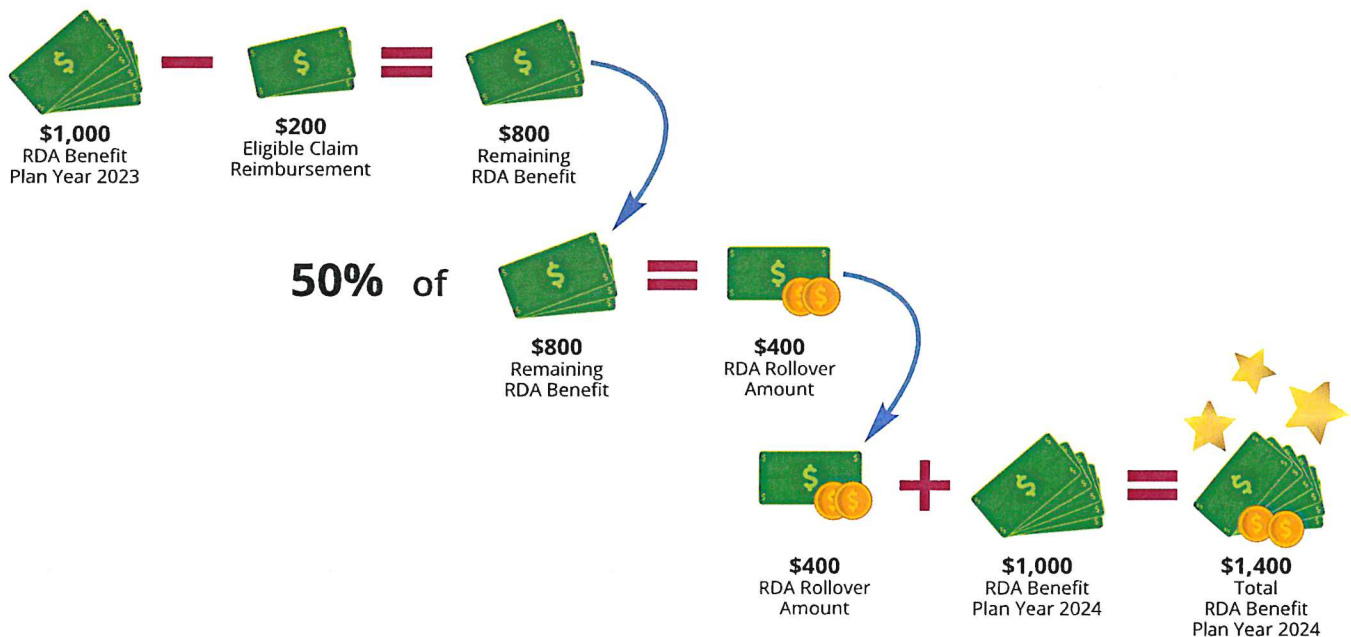 $1,000
RDA Benefit
Plan Year 2023
$200
Eligible Claim
Reimbursement
$800
Remaining
RDA Benefit
50% of
$800
Remaining
RDA Benefit
$400
RDA Rollover
Amount
$400
RDA Rollover
Amount
$1,000
RDA Benefit
Plan Year 2024
$1,400
Total
RDA Benefit
Plan Year 2024